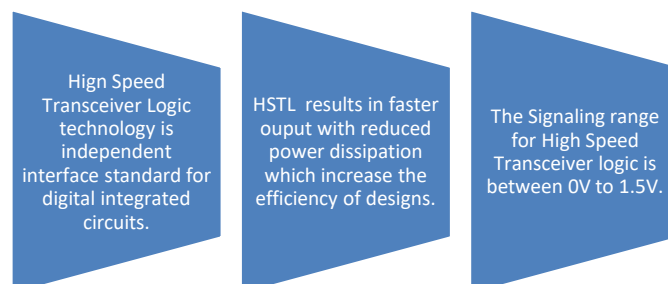 Hign Speed
Transceiver Logic
technology is
independent
interface standard for
digital integrated
circuits.
HSTL results in faster
ouput with reduced
power dissipation
which increase the
efficiency of designs.
The Signaling range
for High Speed
Transceiver logic is
between 0V to 1.5V.